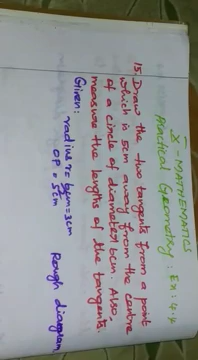 X - MATHEMATICS
Practical Geometry : Ex : 4.4
15. Draw the two tangents from a point
which is 5cm away from the centre
of a circle of diameter 6cm. Also,
measure the lengths of the tangents.
Given:
radius r = 6cm/2 = 3cm
OP = 5cm
Rough diagram